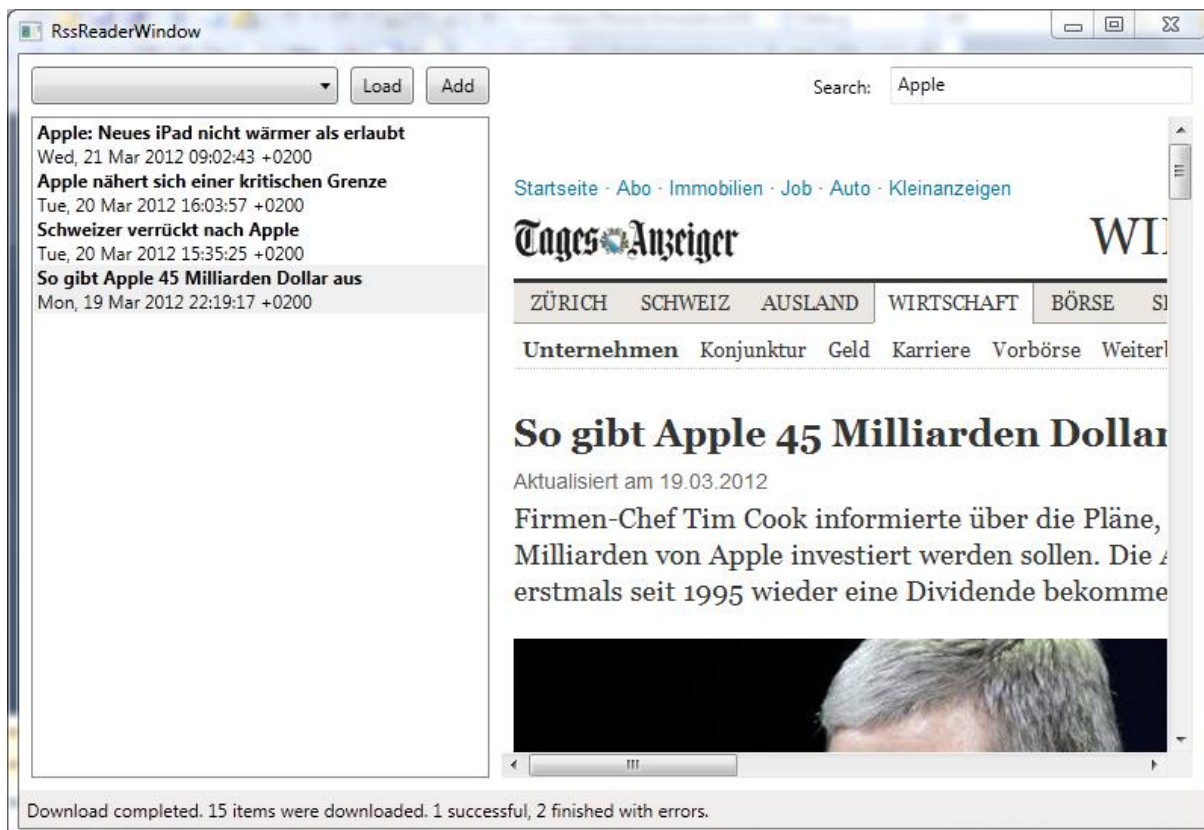 RssReaderWindow
Load Add Search: Apple
Apple: Neues iPad nicht wärmer als erlaubt
Wed, 21 Mar 2012 09:02:43 +0200
Apple nähert sich einer kritischen Grenze
Tue, 20 Mar 2012 16:03:57 +0200
Schweizer verrückt nach Apple
Tue, 20 Mar 2012 15:35:25 +0200
So gibt Apple 45 Milliarden Dollar aus
Mon, 19 Mar 2012 22:19:17 +0200
Startseite · Abo · Immobilien · Job · Auto · Kleinanzeigen
Tages Anzeiger
ZÜRICH SCHWEIZ AUSLAND WIRTSCHAFT BÖRSE
Unternehmen Konjunktur Geld Karriere Vorbörse
So gibt Apple 45 Milliarden Dollar
Aktualisiert am 19.03.2012
Firmen-Chef Tim Cook informierte über die Pläne,
Milliarden von Apple investiert werden sollen. Die
erstmals seit 1995 wieder eine Dividende bekomme
Download completed. 15 items were downloaded. 1 successful, 2 finished with errors.